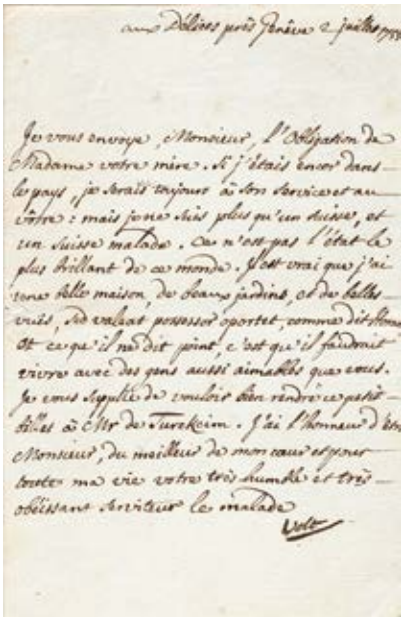 aux Délices près Genêve 2 juillet 1755
Je vous envoye, Monsieur, l'Obligation de
Madame votre mère. Si j'étais encor dans
le pays, je serais toujours à son service et au
vôtre : mais je ne suis plus qu'un suisse, et
un suisse malade. ce n'est pas l'état le
plus brillant de ce monde. Il est vrai que j'ai
une belle maison, de beaux jardins, et de belles
vuës, sed valeat possessor oportet, comme dit
Et ce qu'il ne dit point, c'est qu'il faudrait
vivre avec des gens aussi aimables que vous.
Je vous suplie de vouloir bien rendre ce petit
billet à Mr de Turckeim. J'ai l'honneur d'être
Monsieur, du meilleur de mon cœur et pour
toute ma vie votre très humble et très
obéissant serviteur le malade
Volt